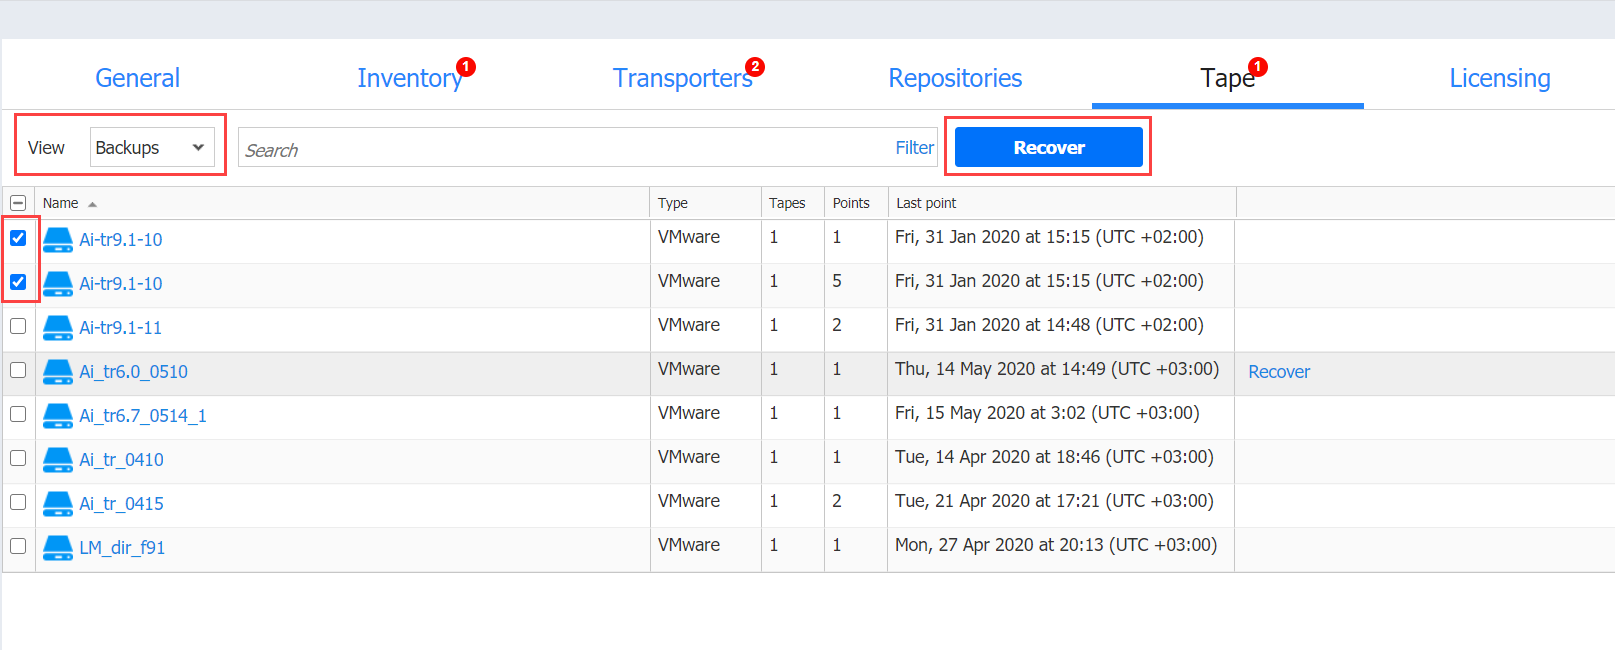 General Inventory 1 Transporters 2 Repositories Tape 1 Licensing
View Backups Search Filter Recover
Name Type Tapes Points Last point
Ai-tr9.1-10 VMware 1 1 Fri, 31 Jan 2020 at 15:15 (UTC +02:00)
Ai-tr9.1-10 VMware 1 5 Fri, 31 Jan 2020 at 15:15 (UTC +02:00)
Ai-tr9.1-11 VMware 1 2 Fri, 31 Jan 2020 at 14:48 (UTC +02:00)
Ai_tr6.0_0510 VMware 1 1 Thu, 14 May 2020 at 14:49 (UTC +03:00) Recover
Ai_tr6.7_0514_1 VMware 1 1 Fri, 15 May 2020 at 3:02 (UTC +03:00)
Ai_tr_0410 VMware 1 1 Tue, 14 Apr 2020 at 18:46 (UTC +03:00)
Ai_tr_0415 VMware 1 2 Tue, 21 Apr 2020 at 17:21 (UTC +03:00)
LM_dir_f91 VMware 1 1 Mon, 27 Apr 2020 at 20:13 (UTC +03:00)